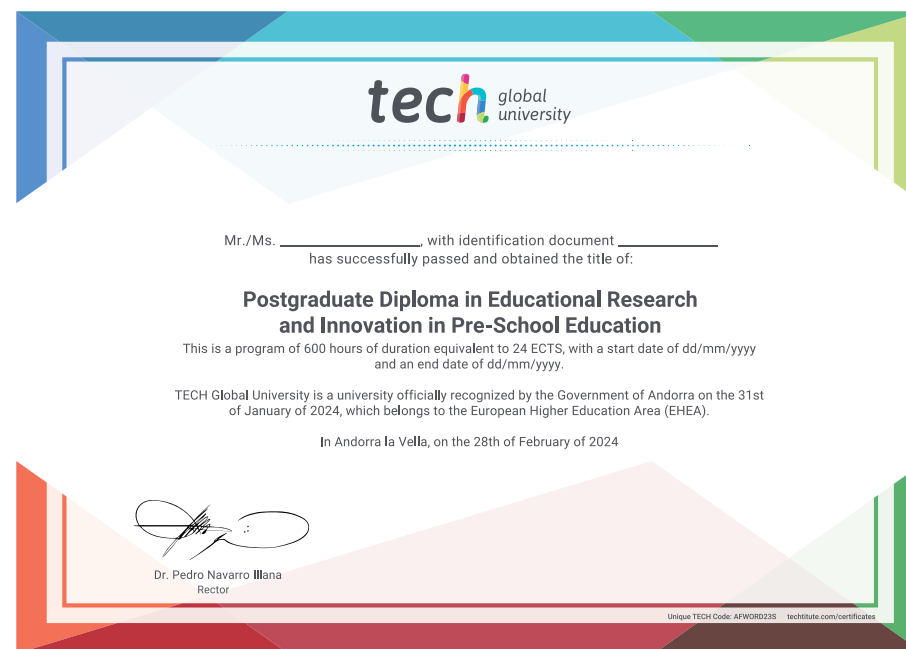 tech global university
Mr./Ms. ____________________, with identification document ______________
has successfully passed and obtained the title of:
Postgraduate Diploma in Educational Research
and Innovation in Pre-School Education
This is a program of 600 hours of duration equivalent to 24 ECTS, with a start date of dd/mm/yyyy
and an end date of dd/mm/yyyy.
TECH Global University is a university officially recognized by the Government of Andorra on the 31st
of January of 2024, which belongs to the European Higher Education Area (EHEA).
In Andorra la Vella, on the 28th of February of 2024
Dr. Pedro Navarro Illana
Rector
Unique TECH Code: AFWORD23S techtitute.com/certificates